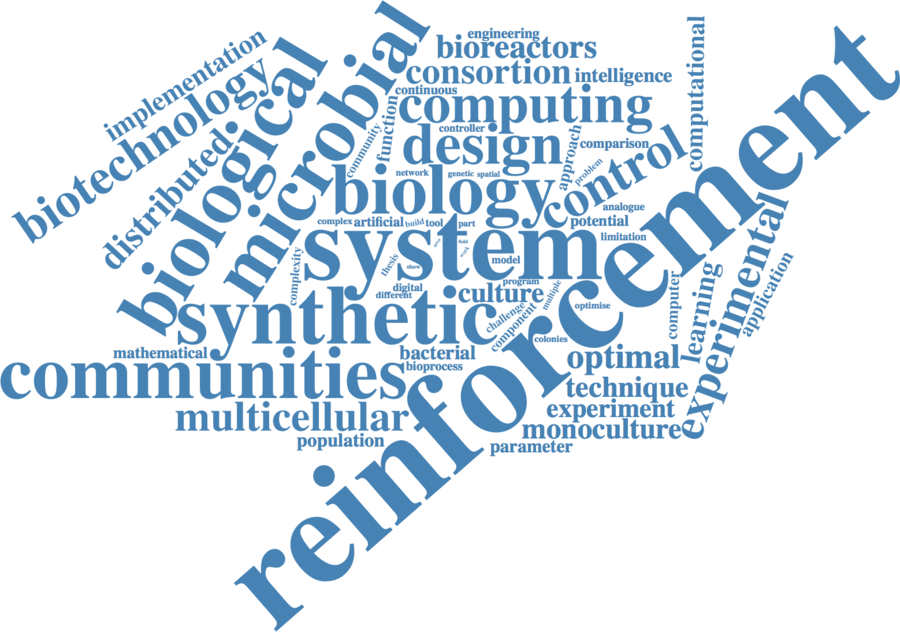 engineering
bioreactors
implementation
consortion
intelligence
computational
continuous
biotechnology
biological
microbial
computing
function
controller
design
community
approach
comparison
distributed
control
reinforcement
network
genetic
spatial
problem
biology
analogue
complex
artificial
build
tool
part
potential
system
limitation
area
field
work
thesis
show
model
complexity
experimental
digital
program
different
culture
multiple
computer
learning
application
synthetic
challenge
component
optimise
colonies
mathematical
bacterial
optimal
communities
bioprocess
technique
multicellular
experiment
monoculture
population
parameter